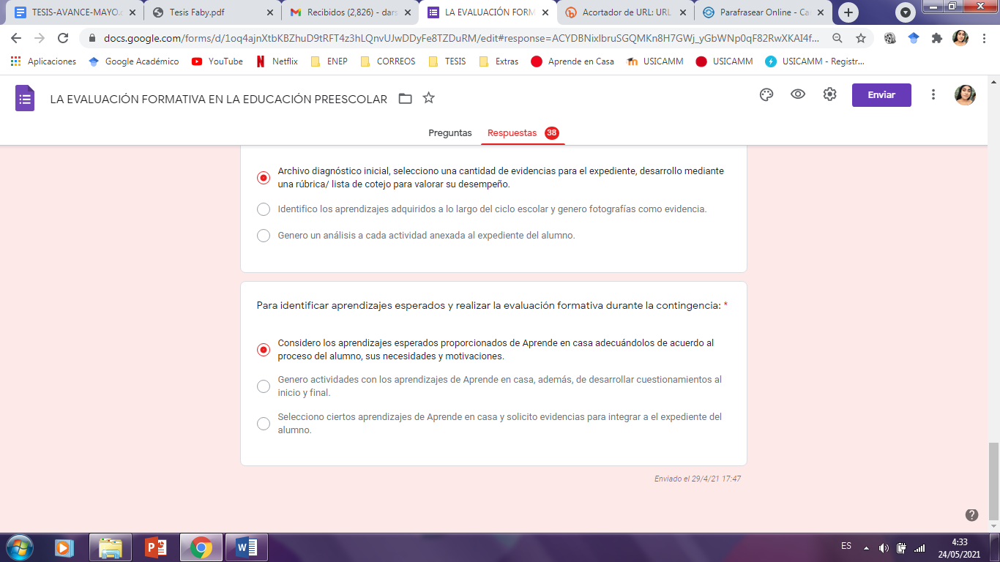 TESIS-AVANCE-MAYO.c
Tesis Faby.pdf
Recibidos (2,826) - dars
LA EVALUACIÓN FORM
Acortador de URL: URL
Parafrasear Online - Ca
docs.google.com/forms/d/1oq4ajnXtbKBZhuD9tRFT4z3hLQnvUJwDDyFe8TZDuRM/edit#response=ACYDBNixlbruSGQMKn8H7GWj_yGbWNp0qF82RwXKAI4f...
Aplicaciones
Google Académico
YouTube
Netflix
ENEP
CORREOS
TESIS
Extras
Aprende en Casa
USICAMM
USICAMM
USICAMM - Registr...
LA EVALUACIÓN FORMATIVA EN LA EDUCACIÓN PREESCOLAR
Enviar
Preguntas
Respuestas 38
Archivo diagnóstico inicial, selecciono una cantidad de evidencias para el expediente, desarrollo mediante
una rúbrica/ lista de cotejo para valorar su desempeño.
Identifico los aprendizajes adquiridos a lo largo del ciclo escolar y genero fotografías como evidencia.
Genero un análisis a cada actividad anexada al expediente del alumno.
Para identificar aprendizajes esperados y realizar la evaluación formativa durante la contingencia: *
Considero los aprendizajes esperados proporcionados de Aprende en casa adecuándolos de acuerdo al
proceso del alumno, sus necesidades y motivaciones.
Genero actividades con los aprendizajes de Aprende en casa, además, de desarrollar cuestionamientos al
inicio y final.
Selecciono ciertos aprendizajes de Aprende en casa y solicito evidencias para integrar a el expediente del
alumno.
Enviado el 29/4/21 17:47
ES
4:33
24/05/2021